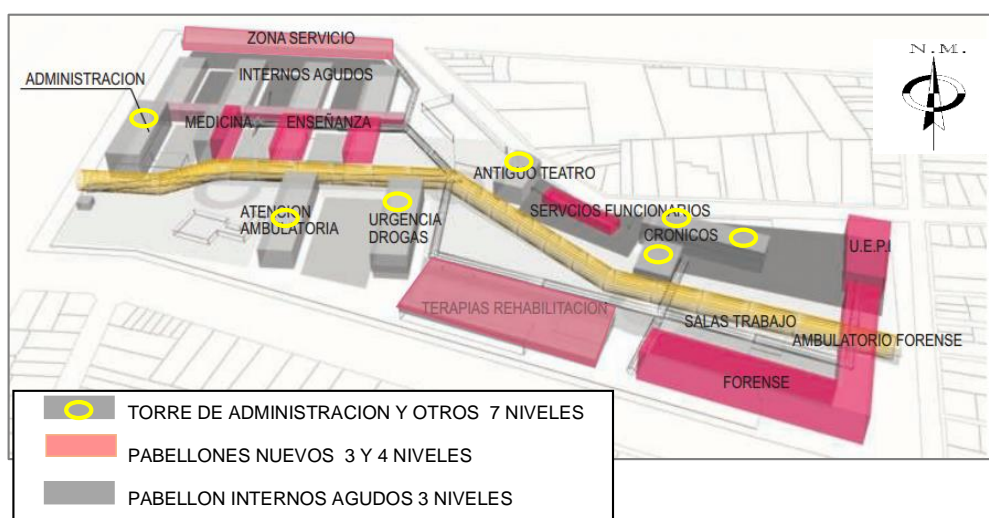 ZONA SERVICIO
N.M.
ADMINISTRACION
INTERNOS AGUDOS
MEDICINA
ENSEÑANZA
ANTIGUO TEATRO
ATENCION
AMBULATORIA
URGENCIA
DROGAS
SERVCIOS FUNCIONARIOS
CRONICOS
U.E.P.I
TERAPIAS REHABILITACION
SALAS TRABAJO
AMBULATORIO FORENSE
FORENSE
TORRE DE ADMINISTRACION Y OTROS 7 NIVELES
PABELLONES NUEVOS 3 Y 4 NIVELES
PABELLON INTERNOS AGUDOS 3 NIVELES